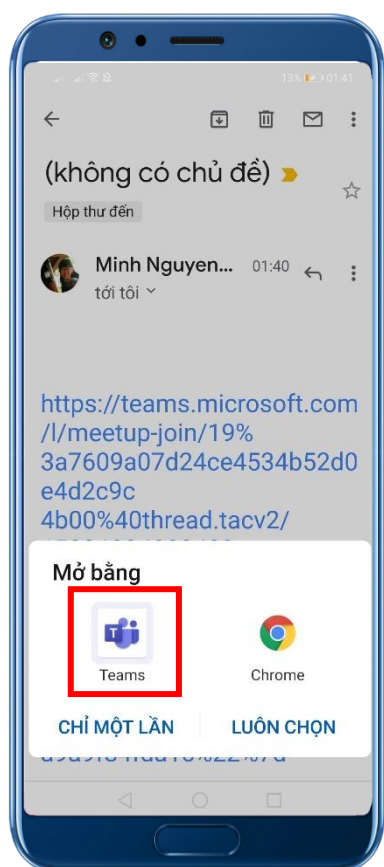 13% 01:41
(không có chủ đề)
Hộp thư đến
Minh Nguyen... 01:40
tới tôi
https://teams.microsoft.com
/l/meetup-join/19%
3a7609a07d24ce4534b52d0
e4d2c9c
4b00%40thread.tacv2/
Mở bằng
Teams
Chrome
CHỈ MỘT LẦN
LUÔN CHỌN